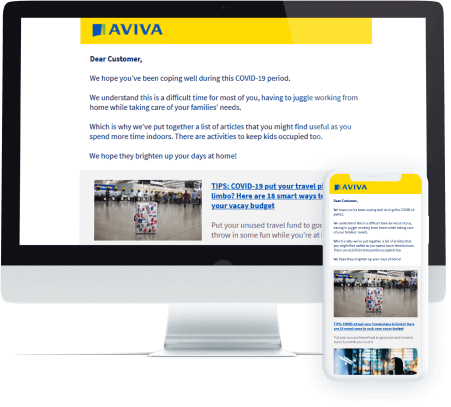 AVIVA
Dear Customer,
We hope you've been coping well during this COVID-19 period.
We understand this is a difficult time for most of you, having to juggle working from
home while taking care of your families' needs.
Which is why we've put together a list of articles that you might find useful as you
spend more time indoors. There are activities to keep kids occupied too.
We hope they brighten up your days at home!
TIPS: COVID-19 put your travel pl
limbo? Here are 18 smart ways to
your vacay budget
Put your unused travel fund to goo
throw in some fun while you're at
AVIVA
Dear Customer,
We hope you've been coping well during this COVID-19
period.
We understand this is a difficult time for most of you,
having to juggle working from home while taking care of
your families' needs.
Which is why we've put together a list of articles that
you might find useful as you spend more time indoors.
There are activities to keep kids occupied too.
We hope they brighten up your days at home!
TIPS: COVID-19 put your travel plans in limbo? Here
are 18 smart ways to rock your vacay budget
Put your unused travel fund to good use and throw in
some fun while you're at it